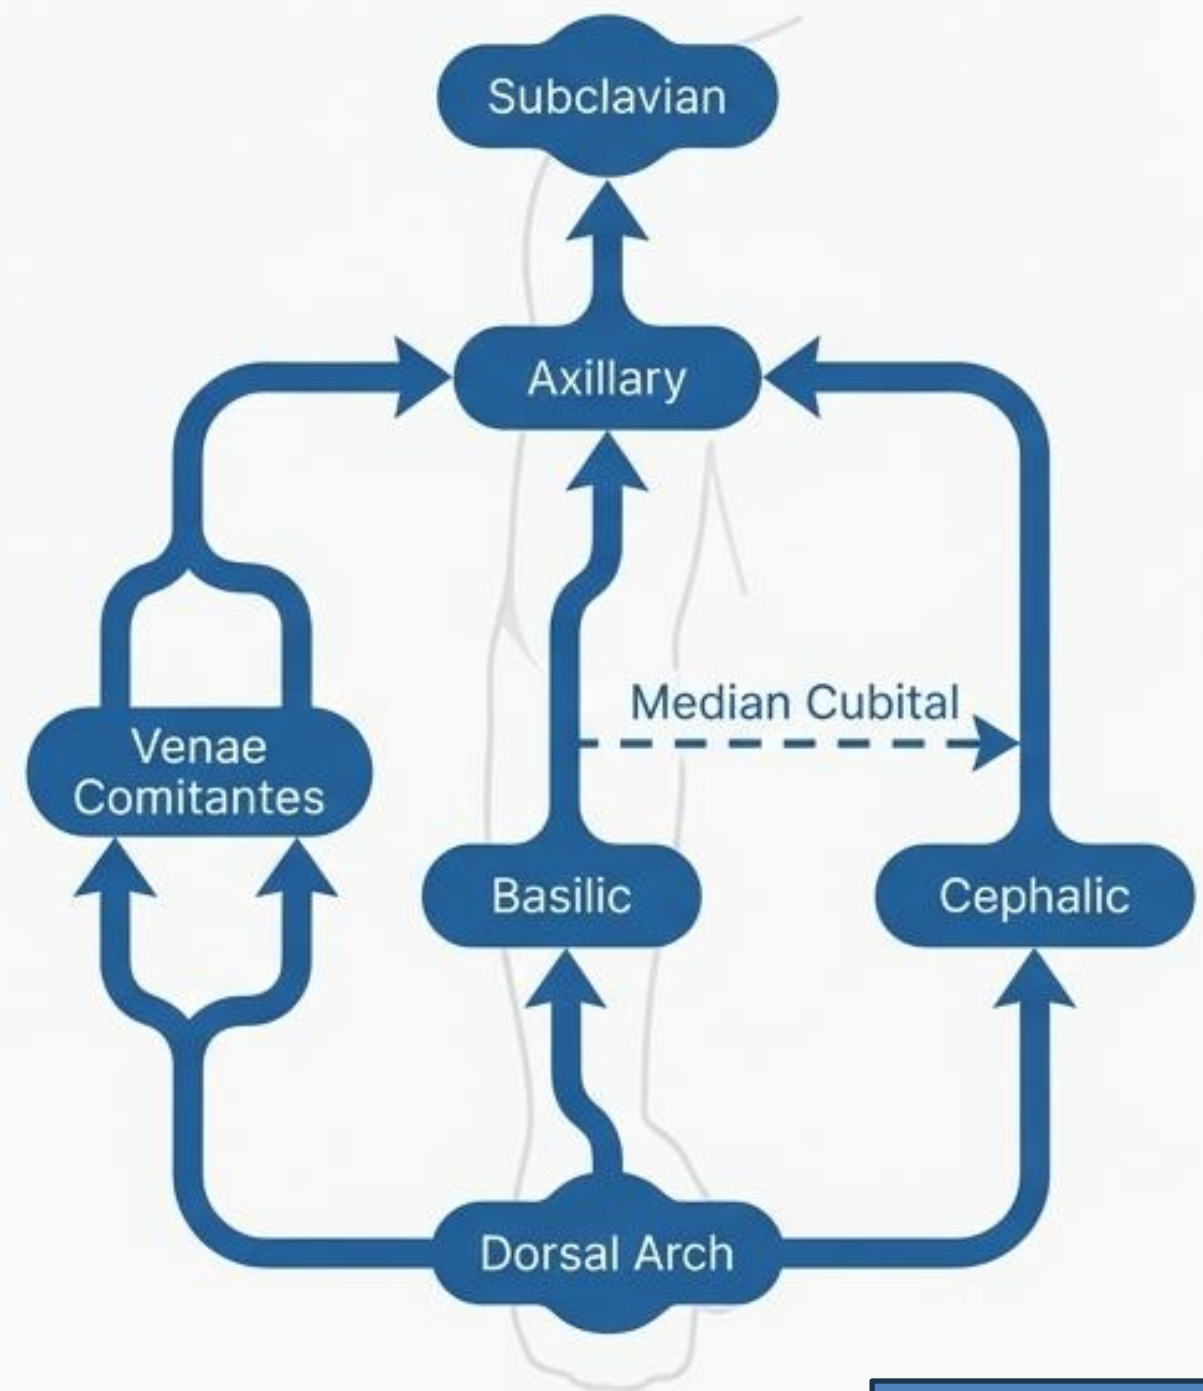 Subclavian
Axillary
Median Cubital
Venae
Comitantes
Basilic
Cephalic
Dorsal Arch